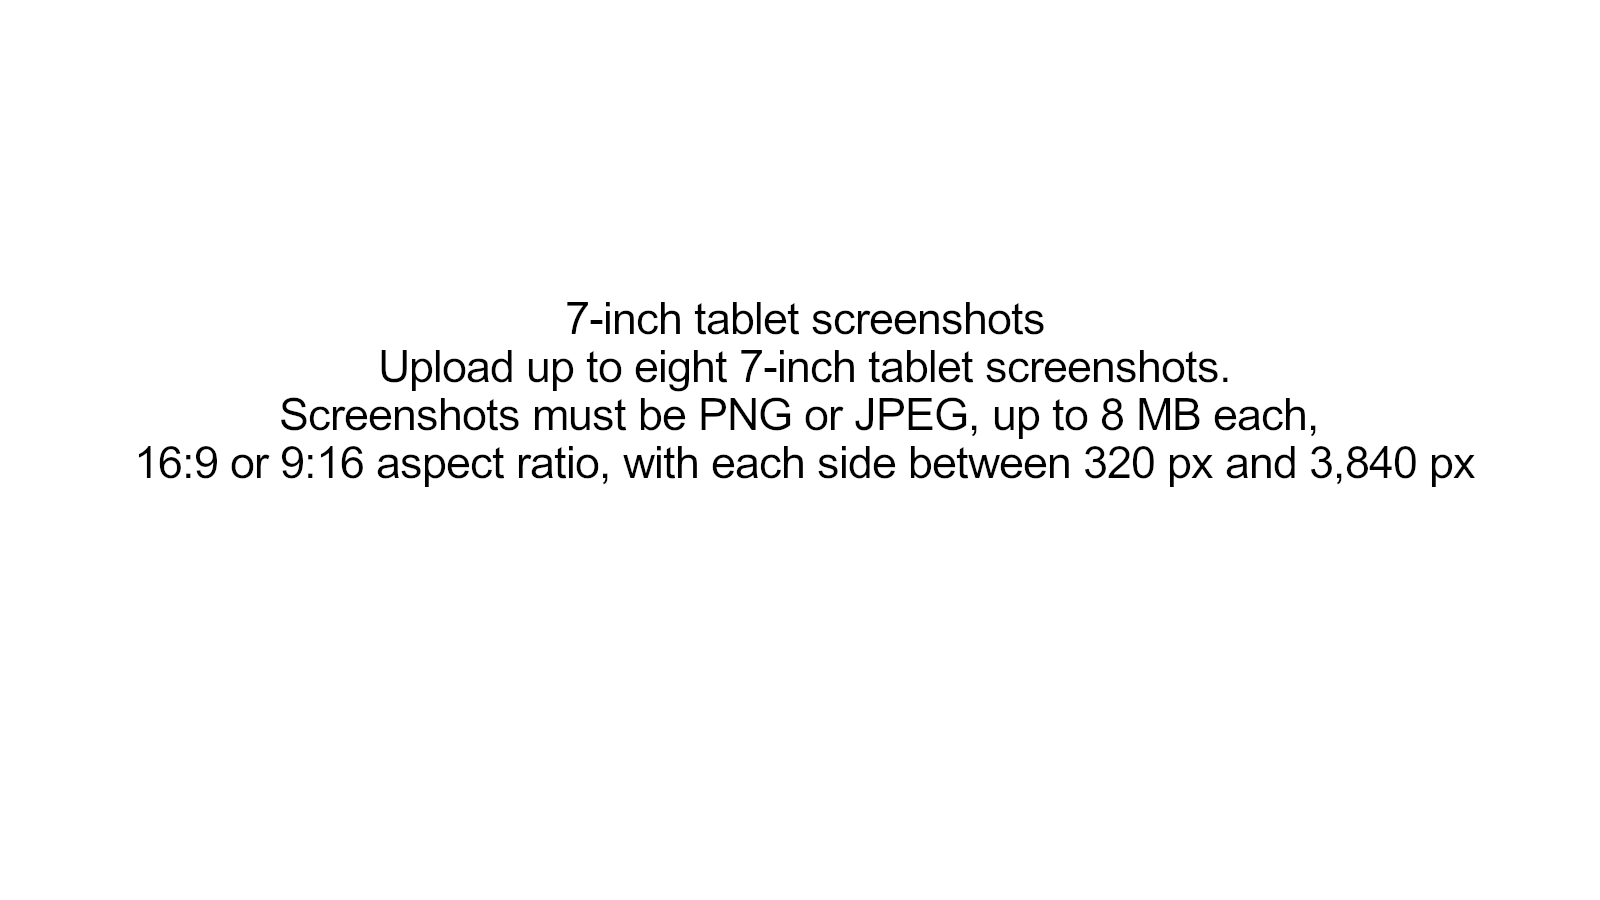 7-inch tablet screenshots
Upload up to eight 7-inch tablet screenshots.
Screenshots must be PNG or JPEG, up to 8 MB each,
16:9 or 9:16 aspect ratio, with each side between 320 px and 3,840 px